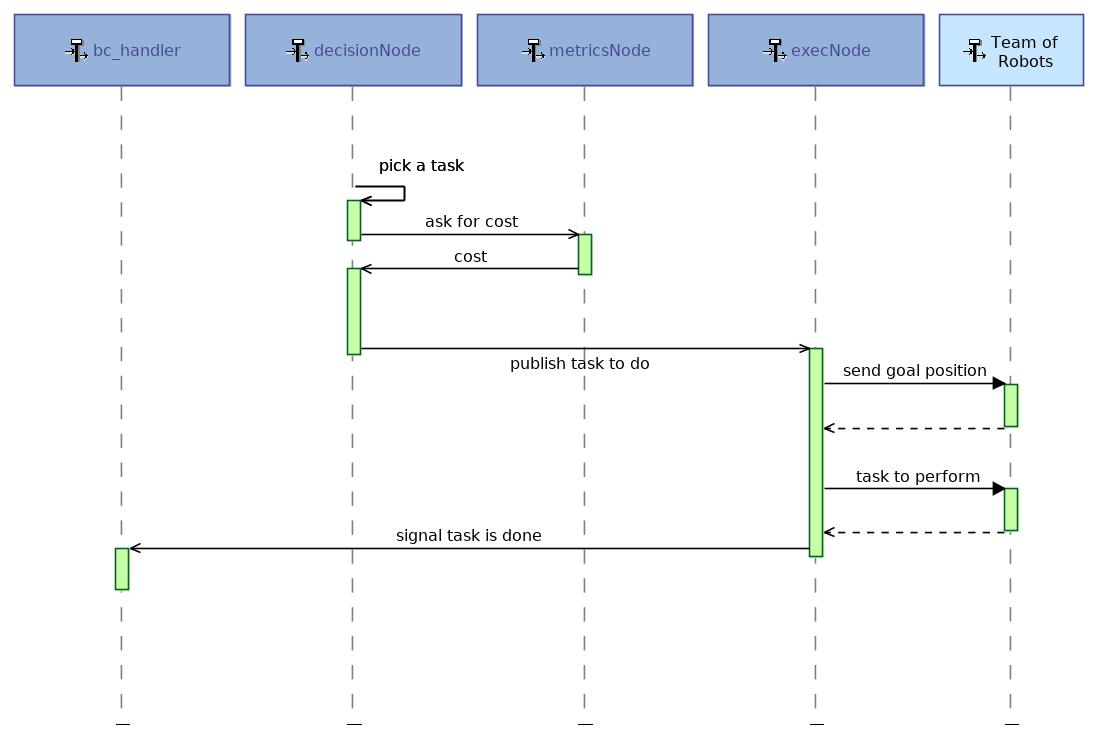 bc_handler
decisionNode
metricsNode
execNode
Team of
Robots
pick a task
ask for cost
cost
publish task to do
send goal position
task to perform
signal task is done